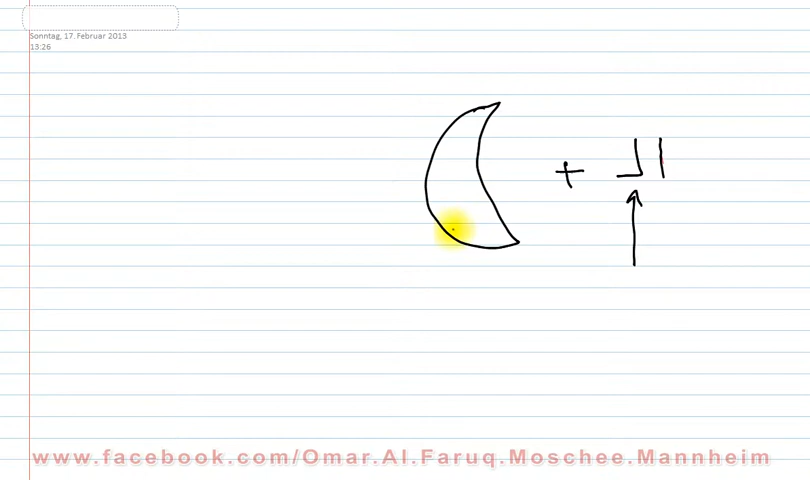 Sonntag, 17. Februar 2013
13:26
+ ال
www.facebook.com/Omar.Al.Faruq.Moschee.Mannheim